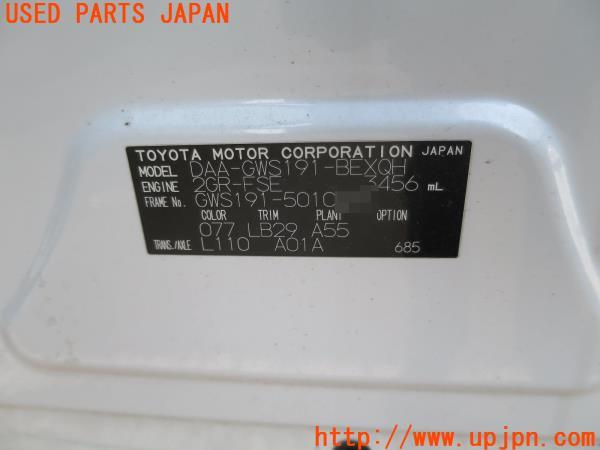 USED PARTS JAPAN
TOYOTA MOTOR CORPORATION JAPAN
MODEL DAA-GWS191-BEXQH
ENGINE 2GR-FSE 3456 mL
FRAME No. GWS191-5010
COLOR TRIM PLANT OPTION
077 LB29 A55
TRANS./AXLE L110 A01A 685
http://www.upjpn.com/